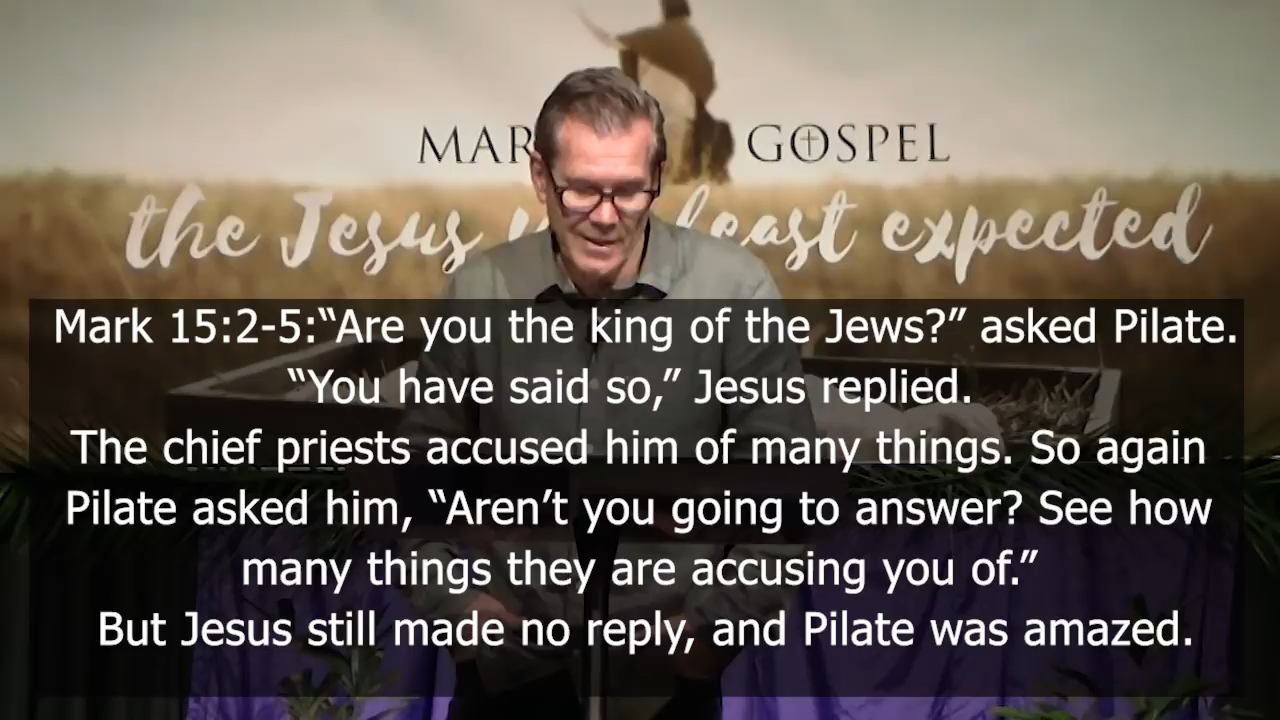 MAR GOSPEL
the Jesus y least expected
Mark 15:2-5:“Are you the king of the Jews?” asked Pilate.
“You have said so,” Jesus replied.
The chief priests accused him of many things. So again
Pilate asked him, “Aren’t you going to answer? See how
many things they are accusing you of.”
But Jesus still made no reply, and Pilate was amazed.